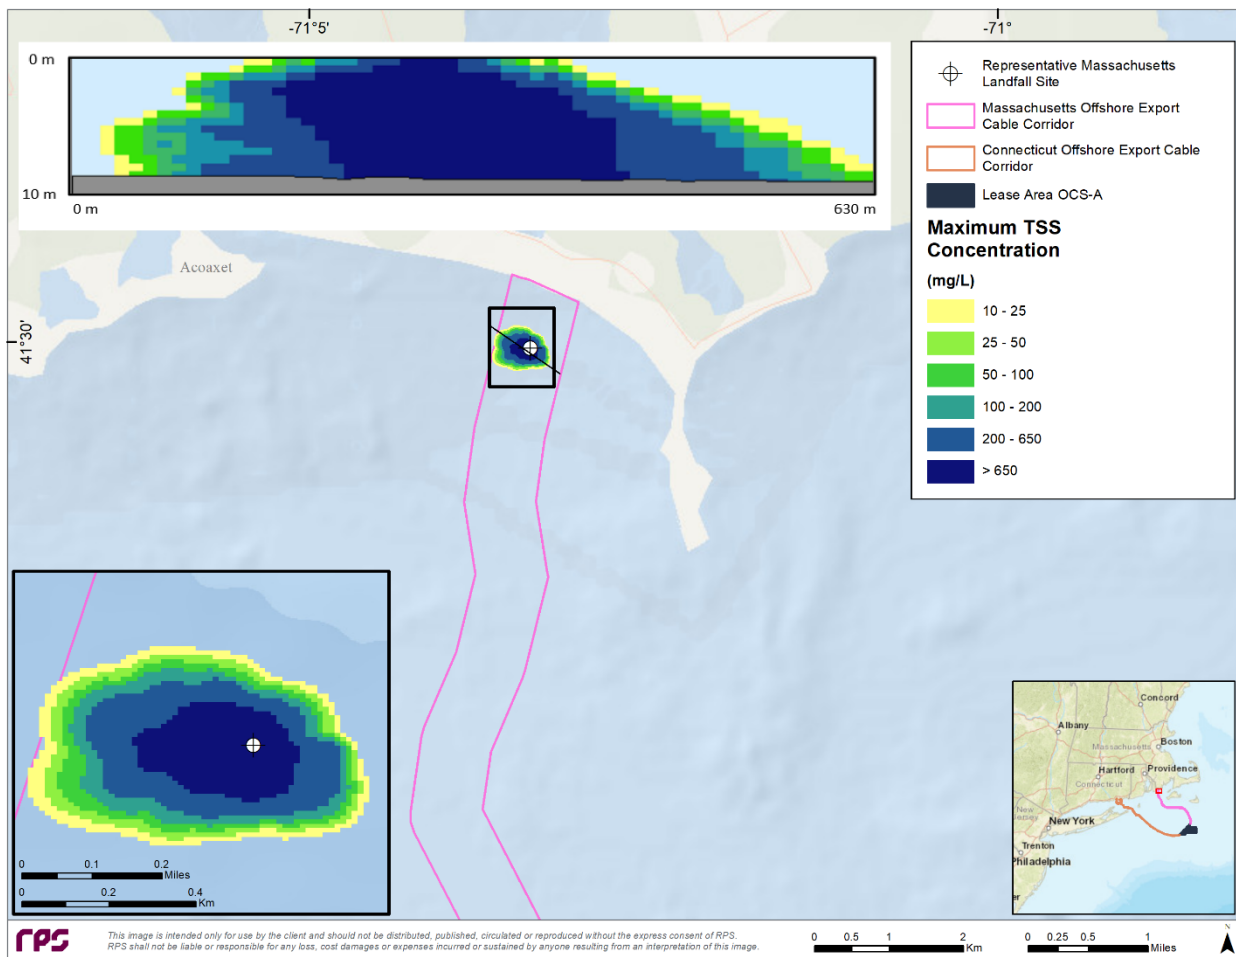 -71°5'
-71°
0 m
10 m
0 m
630 m
Representative Massachusetts
Landfall Site
Massachusetts Offshore Export
Cable Corridor
Connecticut Offshore Export Cable
Corridor
Lease Area OCS-A
Maximum TSS
Concentration
(mg/L)
10 - 25
25 - 50
50 - 100
100 - 200
200 - 650
> 650
Acoaxet
41°30'
0 0.1 0.2
Miles
0 0.2 0.4
Km
Concord
Albany
Massachusetts
Boston
Hartford
Providence
Connecticut
New
Jersey
New York
Trenton
Philadelphia
er
RPS
This image is intended only for use by the client and should not be distributed, published, circulated or reproduced without the express consent of RPS.
RPS shall not be liable or responsible for any loss, cost damages or expenses incurred or sustained by anyone resulting from an interpretation of this image.
0 0.5 1 2
Km
0 0.25 0.5 1
Miles
N